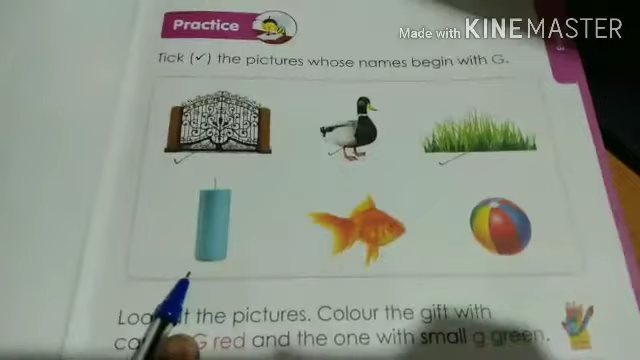 Practice
Made with KINEMASTER
Tick (✓) the pictures whose names begin with G.
at the pictures. Colour the gift with
G red and the one with small g green.